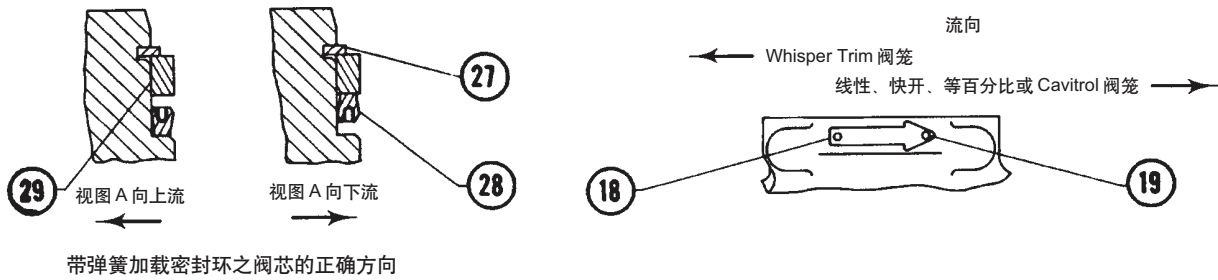 27
28
29
视图 A 向上流
视图 A 向下流
带弹簧加载密封环之阀芯的正确方向
流向
Whisper Trim 阀笼
线性、快开、等百分比或 Cavitrol 阀笼
18
19